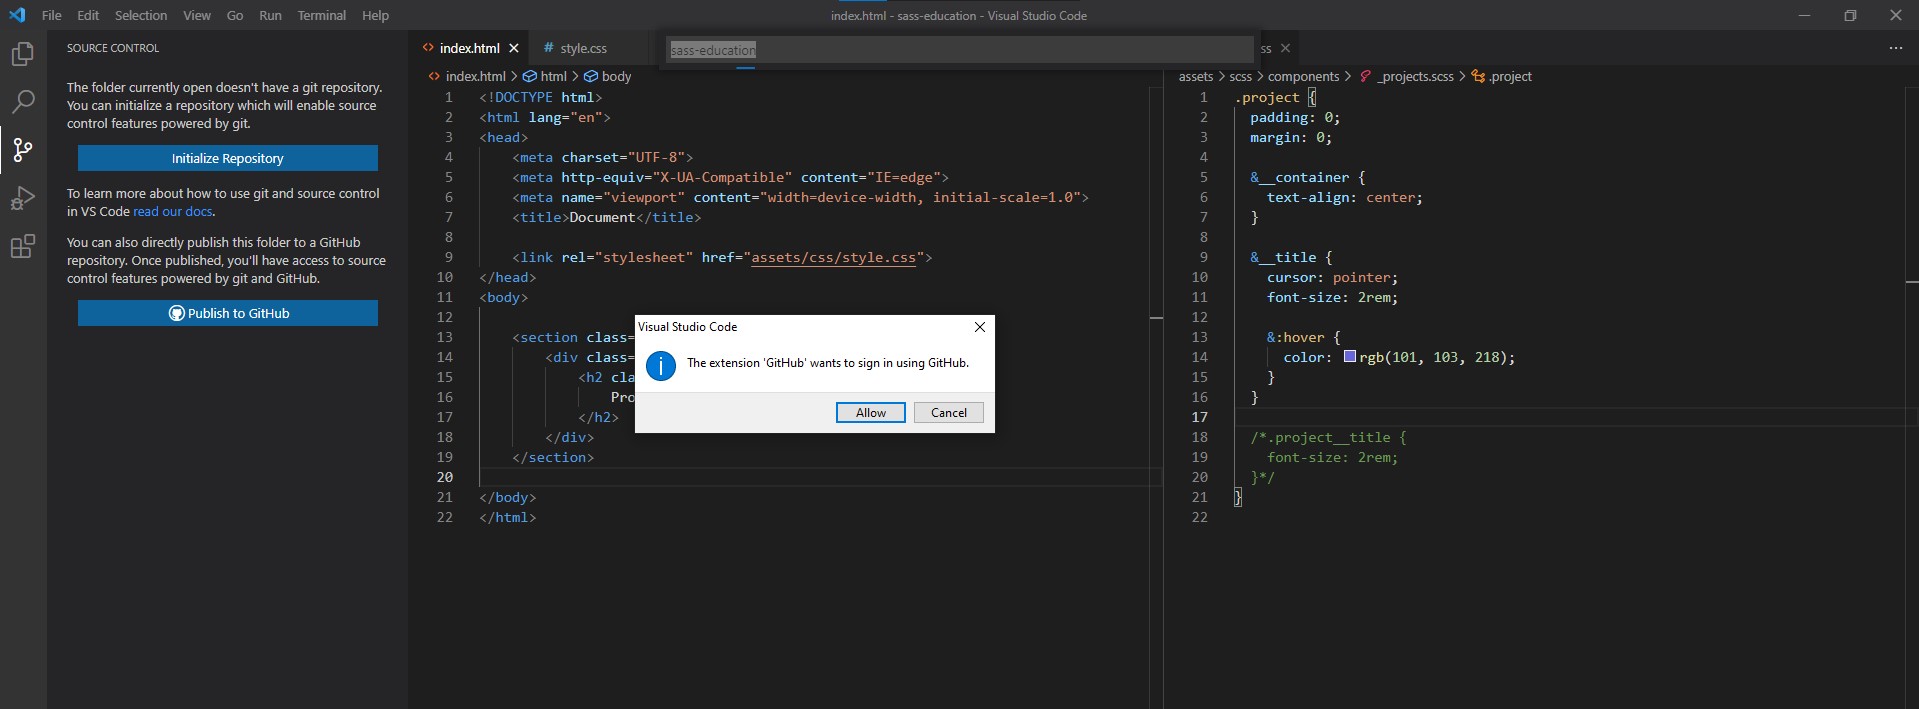 File Edit Selection View Go Run Terminal Help
index.html - sass-education - Visual Studio Code
SOURCE CONTROL
The folder currently open doesn't have a git repository.
You can initialize a repository which will enable source
control features powered by git.
Initialize Repository
To learn more about how to use git and source control
in VS Code read our docs.
You can also directly publish this folder to a GitHub
repository. Once published, you'll have access to source
control features powered by git and GitHub.
Publish to GitHub
index.html
# style.css
sass-education
ss
index.html > html > body
1 <!DOCTYPE html>
2 <html lang="en">
3 <head>
4 <meta charset="UTF-8">
5 <meta http-equiv="X-UA-Compatible" content="IE=edge">
6 <meta name="viewport" content="width=device-width, initial-scale=1.0">
7 <title>Document</title>
8
9 <link rel="stylesheet" href="assets/css/style.css">
10 </head>
11 <body>
12
13 <section class=
14 <div class=
15 <h2 cla
16 Pro
17 </h2>
18 </div>
19 </section>
20
21 </body>
22 </html>
Visual Studio Code
The extension 'GitHub' wants to sign in using GitHub.
Allow
Cancel
assets > scss > components > _projects.scss > .project
1 .project {
2 padding: 0;
3 margin: 0;
4
5 &__container {
6 text-align: center;
7 }
8
9 &__title {
10 cursor: pointer;
11 font-size: 2rem;
12
13 &:hover {
14 color: rgb(101, 103, 218);
15 }
16 }
17
18 /*.project__title {
19 font-size: 2rem;
20 }*/
21 }
22